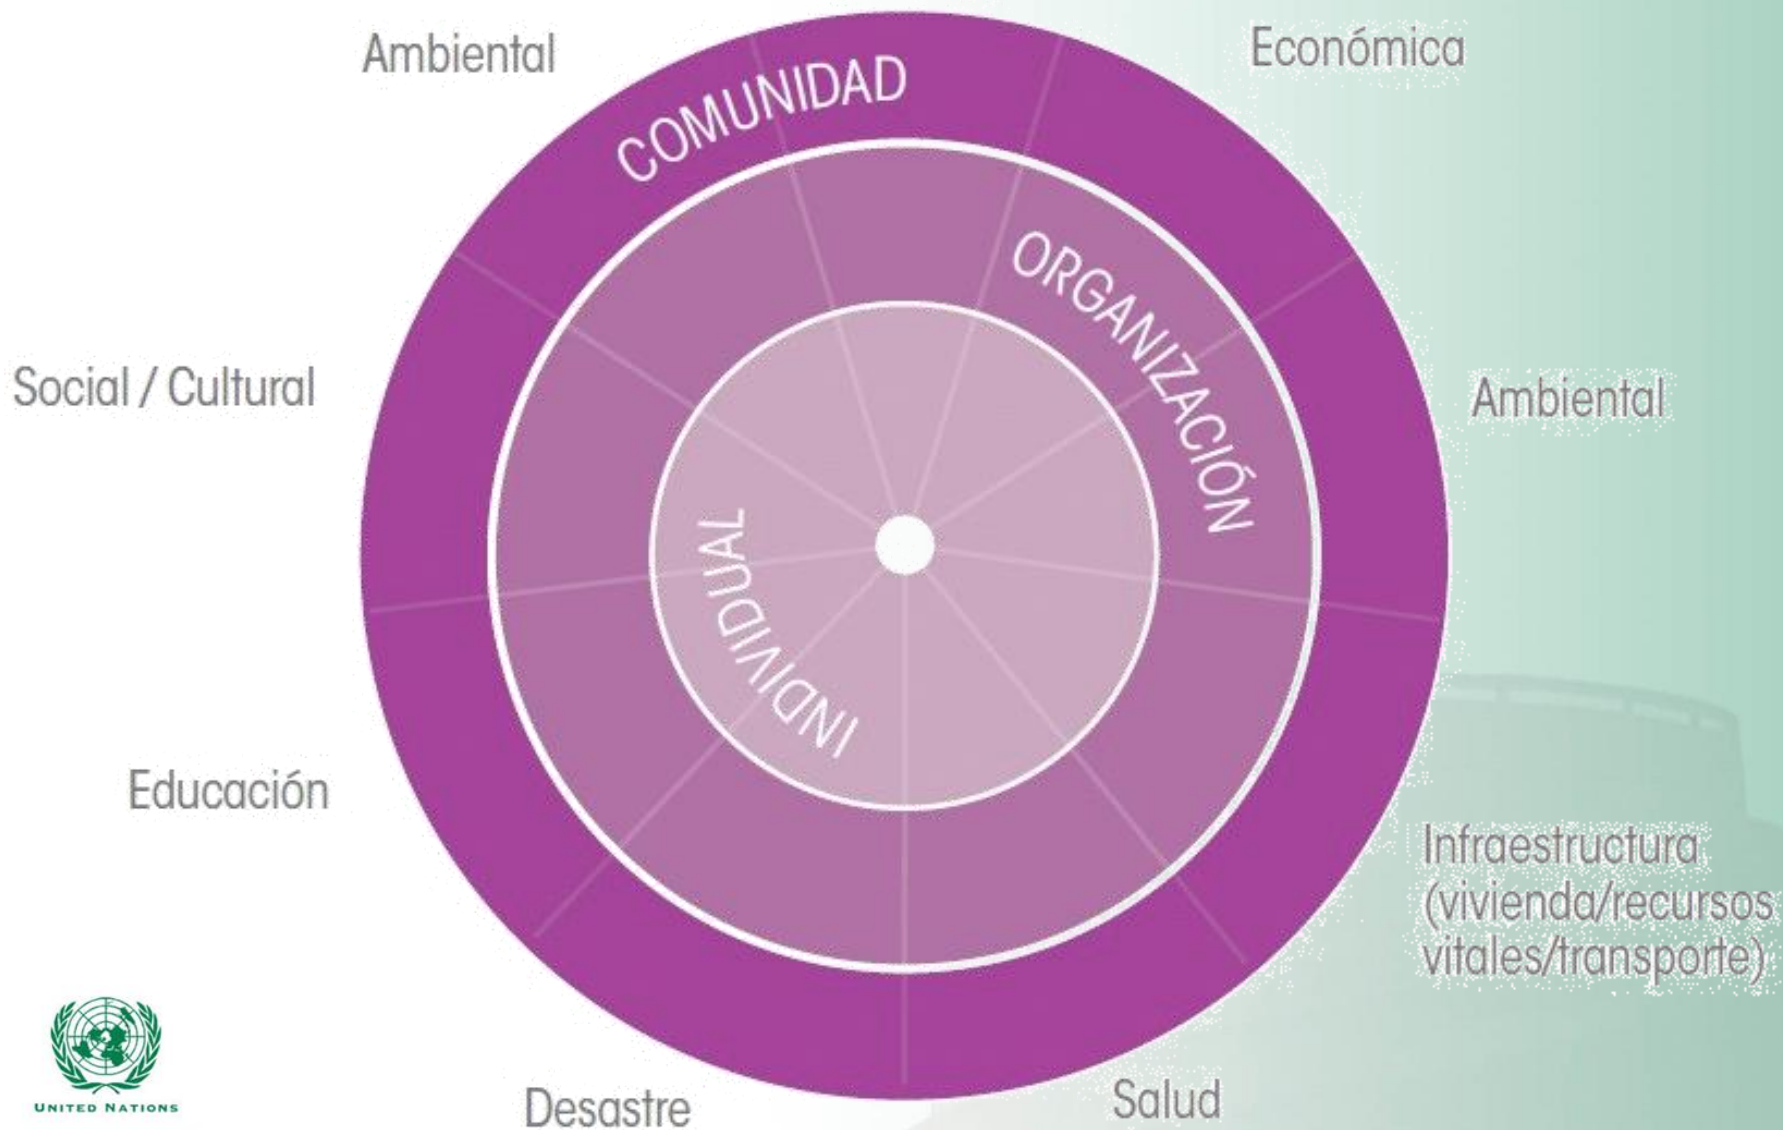 Ambiental
Económica
COMUNIDAD
ORGANIZACIÓN
INDIVIDUAL
Social / Cultural
Ambiental
Educación
Infraestructura
(vivienda/recursos
vitales/transporte)
Desastre
Salud
UNITED NATIONS